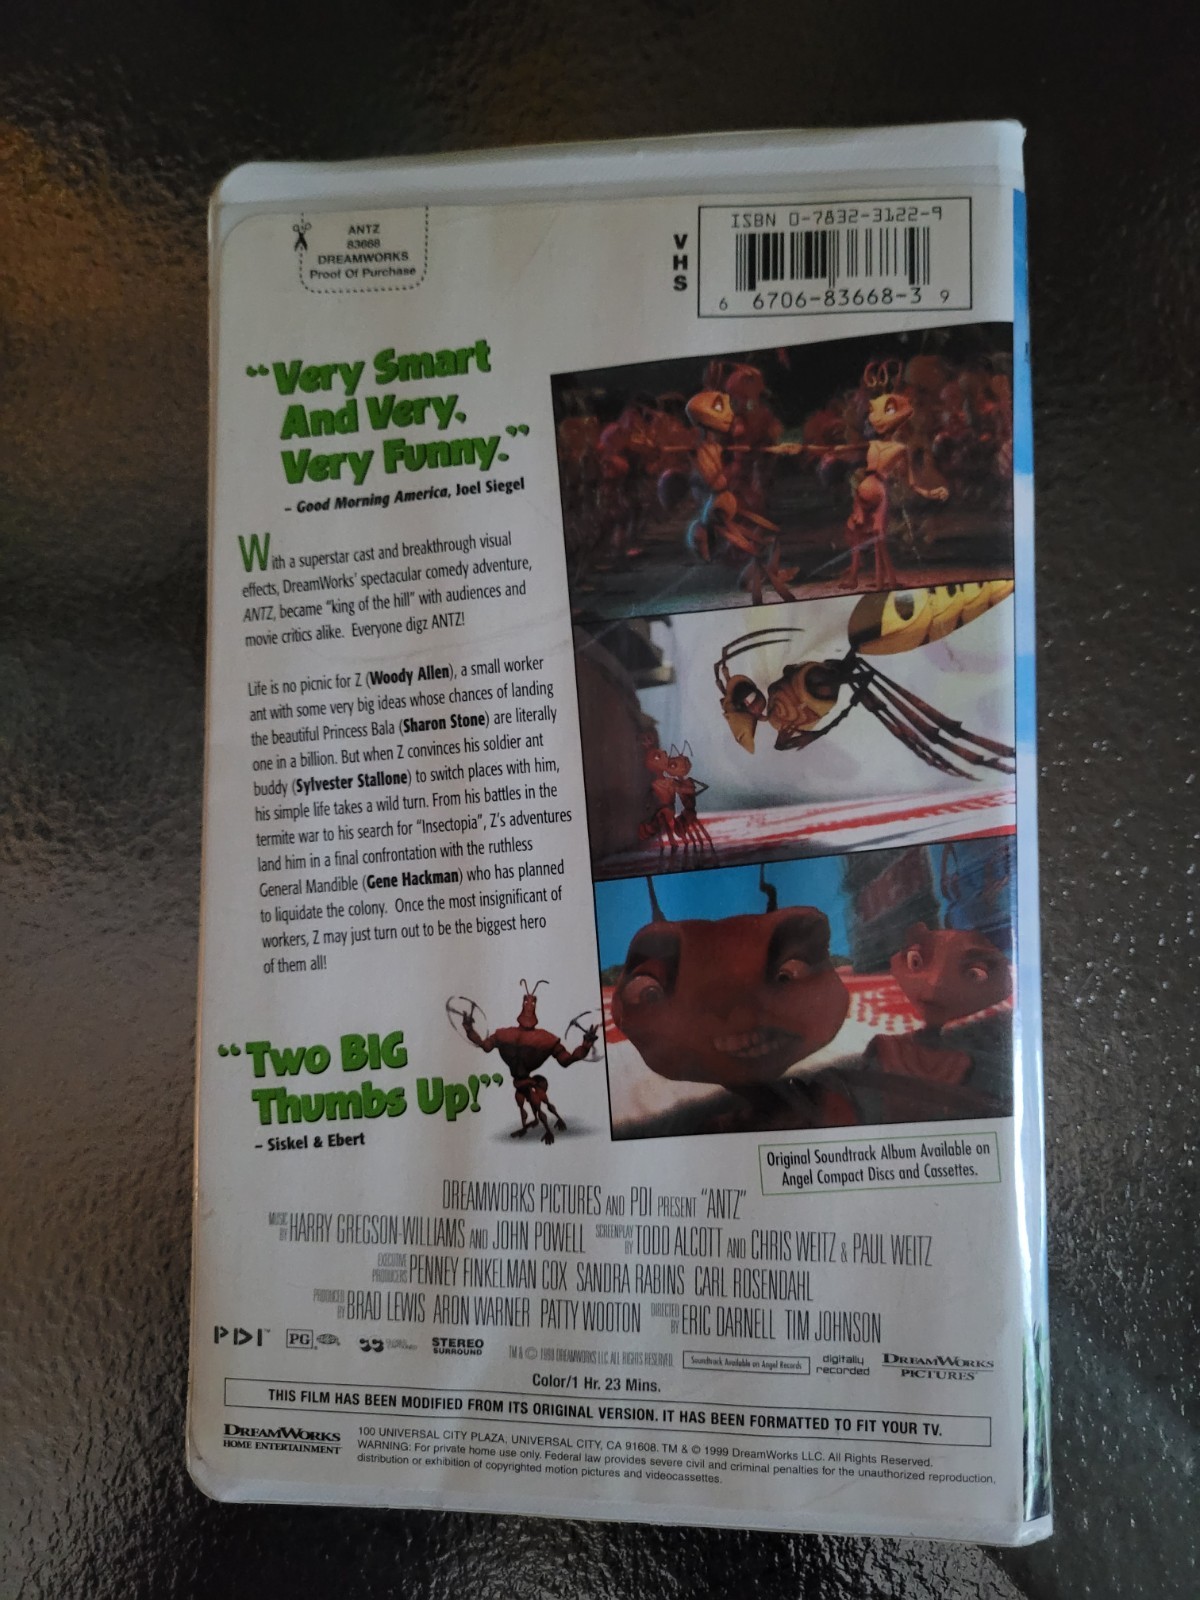 ANTZ
83668
DREAMWORKS
Proof Of Purchase
VHS
ISBN 0-7832-3122-9
6 6706-83668-3 9
“Very Smart
And Very,
Very Funny.”
– Good Morning America, Joel Siegel
With a superstar cast and breakthrough visual
effects, DreamWorks' spectacular comedy adventure,
ANTZ, became “king of the hill” with audiences and
movie critics alike. Everyone digz ANTZ!
Life is no picnic for Z (Woody Allen), a small worker
ant with some very big ideas whose chances of landing
the beautiful Princess Bala (Sharon Stone) are literally
one in a billion. But when Z convinces his soldier ant
buddy (Sylvester Stallone) to switch places with him,
his simple life takes a wild turn. From his battles in the
termite war to his search for “Insectopia”, Z's adventures
land him in a final confrontation with the ruthless
General Mandible (Gene Hackman) who has planned
to liquidate the colony. Once the most insignificant of
workers, Z may just turn out to be the biggest hero
of them all!
“Two BIG
Thumbs Up!”
– Siskel & Ebert
Original Soundtrack Album Available on
Angel Compact Discs and Cassettes.
DREAMWORKS PICTURES AND PDI PRESENT “ANTZ”
MUSIC BY HARRY GREGSON-WILLIAMS AND JOHN POWELL SCREENPLAY BY TODD ALCOTT AND CHRIS WEITZ & PAUL WEITZ
EXECUTIVE PRODUCERS PENNEY FINKELMAN COX SANDRA RABINS CARL ROSENDAHL
PRODUCED BY BRAD LEWIS ARON WARNER PATTY WOOTON DIRECTED BY ERIC DARNELL TIM JOHNSON
PDI™ PG STEREO SURROUND TM & © 1998 DREAMWORKS LLC ALL RIGHTS RESERVED Soundtrack Available on Angel Records digitally recorded DREAMWORKS PICTURES
Color/1 Hr. 23 Mins.
THIS FILM HAS BEEN MODIFIED FROM ITS ORIGINAL VERSION. IT HAS BEEN FORMATTED TO FIT YOUR TV.
DREAMWORKS
HOME ENTERTAINMENT
100 UNIVERSAL CITY PLAZA, UNIVERSAL CITY, CA 91608. TM & © 1999 DreamWorks LLC. All Rights Reserved.
WARNING: For private home use only. Federal law provides severe civil and criminal penalties for the unauthorized reproduction,
distribution or exhibition of copyrighted motion pictures and videocassettes.